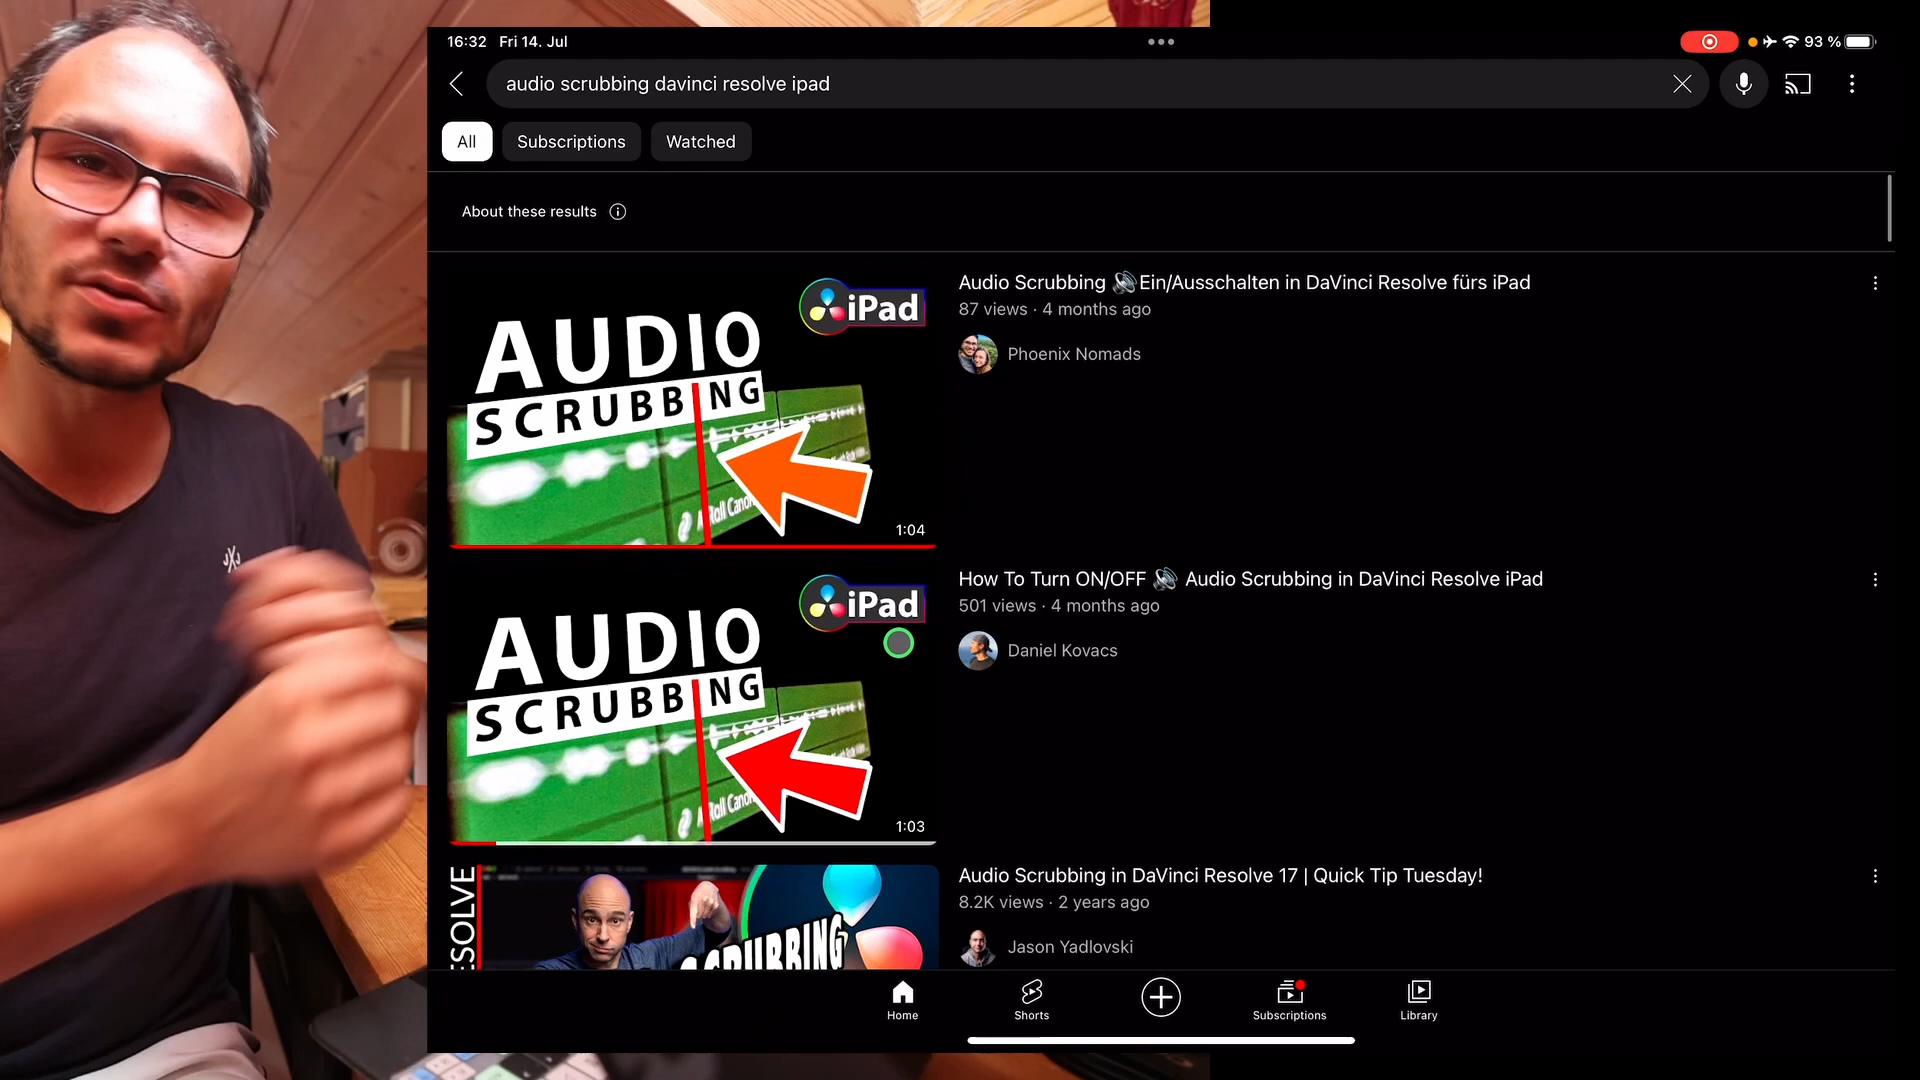 16:32 Fri 14. Jul
93 %
audio scrubbing davinci resolve ipad
All
Subscriptions
Watched
About these results
iPad
AUDIO
SCRUBBING
1:04
Audio Scrubbing 🔊Ein/Ausschalten in DaVinci Resolve fürs iPad
87 views · 4 months ago
Phoenix Nomads
iPad
AUDIO
SCRUBBING
1:03
How To Turn ON/OFF 🔊 Audio Scrubbing in DaVinci Resolve iPad
501 views · 4 months ago
Daniel Kovacs
SCRUBBING
Audio Scrubbing in DaVinci Resolve 17 | Quick Tip Tuesday!
8.2K views · 2 years ago
Jason Yadlovski
Home
Shorts
Subscriptions
Library